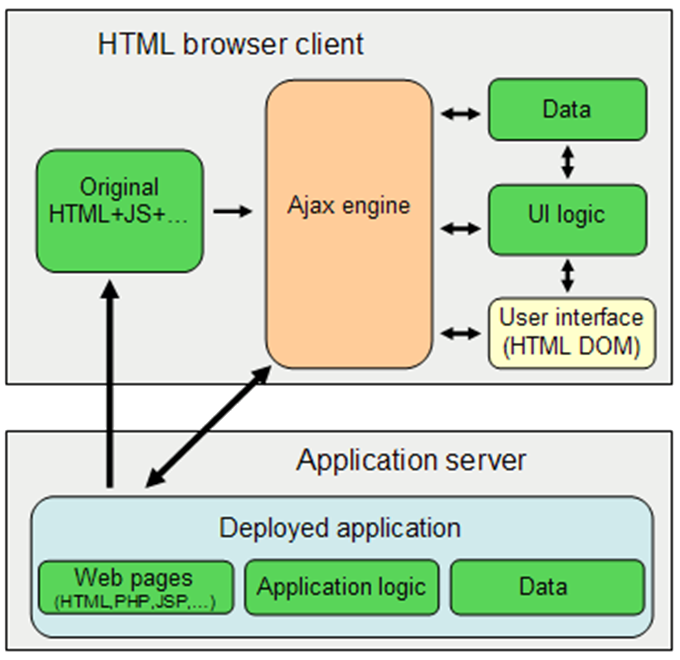 HTML browser client
Original
HTML+JS+...
Ajax engine
Data
UI logic
User interface
(HTML DOM)
Application server
Deployed application
Web pages
(HTML,PHP,JSP,...)
Application logic
Data